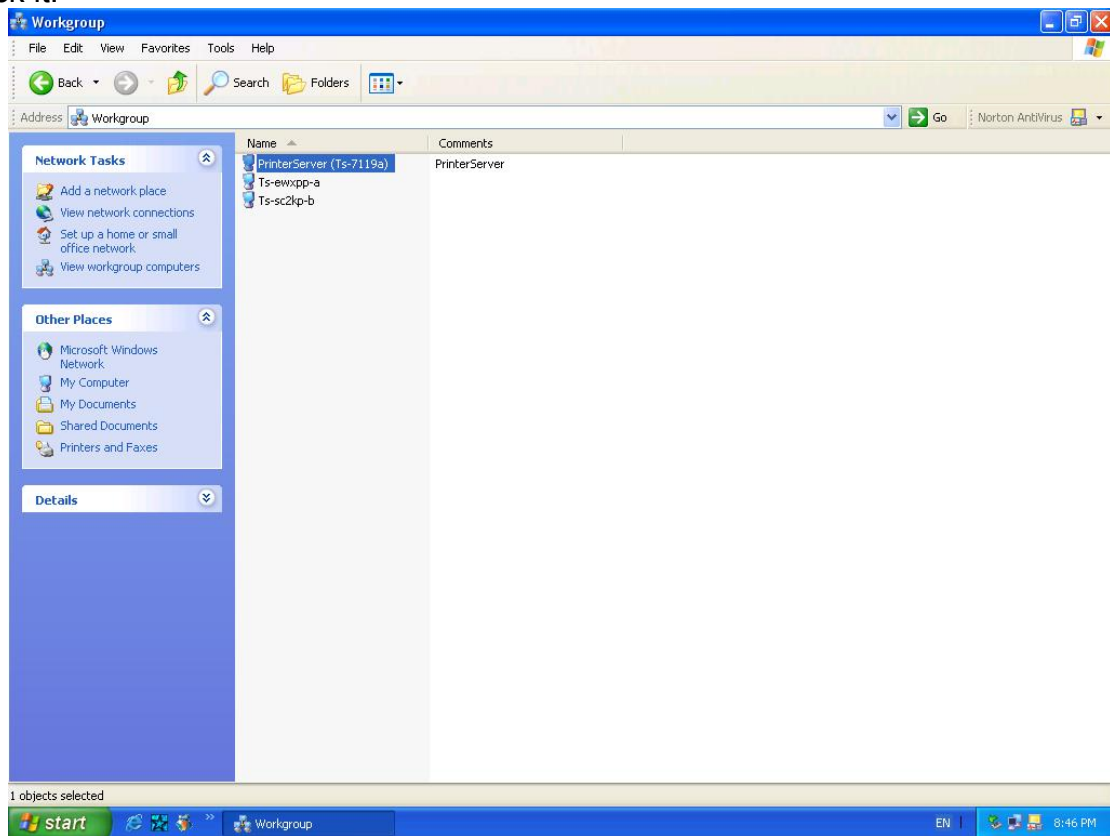 Workgroup
File Edit View Favorites Tools Help
Back Search Folders
Address Workgroup Go Norton AntiVirus
Name Comments
Network Tasks
Add a network place
View network connections
Set up a home or small
office network
View workgroup computers
Other Places
Microsoft Windows
Network
My Computer
My Documents
Shared Documents
Printers and Faxes
Details
PrinterServer (Ts-7119a) PrinterServer
Ts-ewxpp-a
Ts-sc2kp-b
1 objects selected
start Workgroup EN 8:46 PM